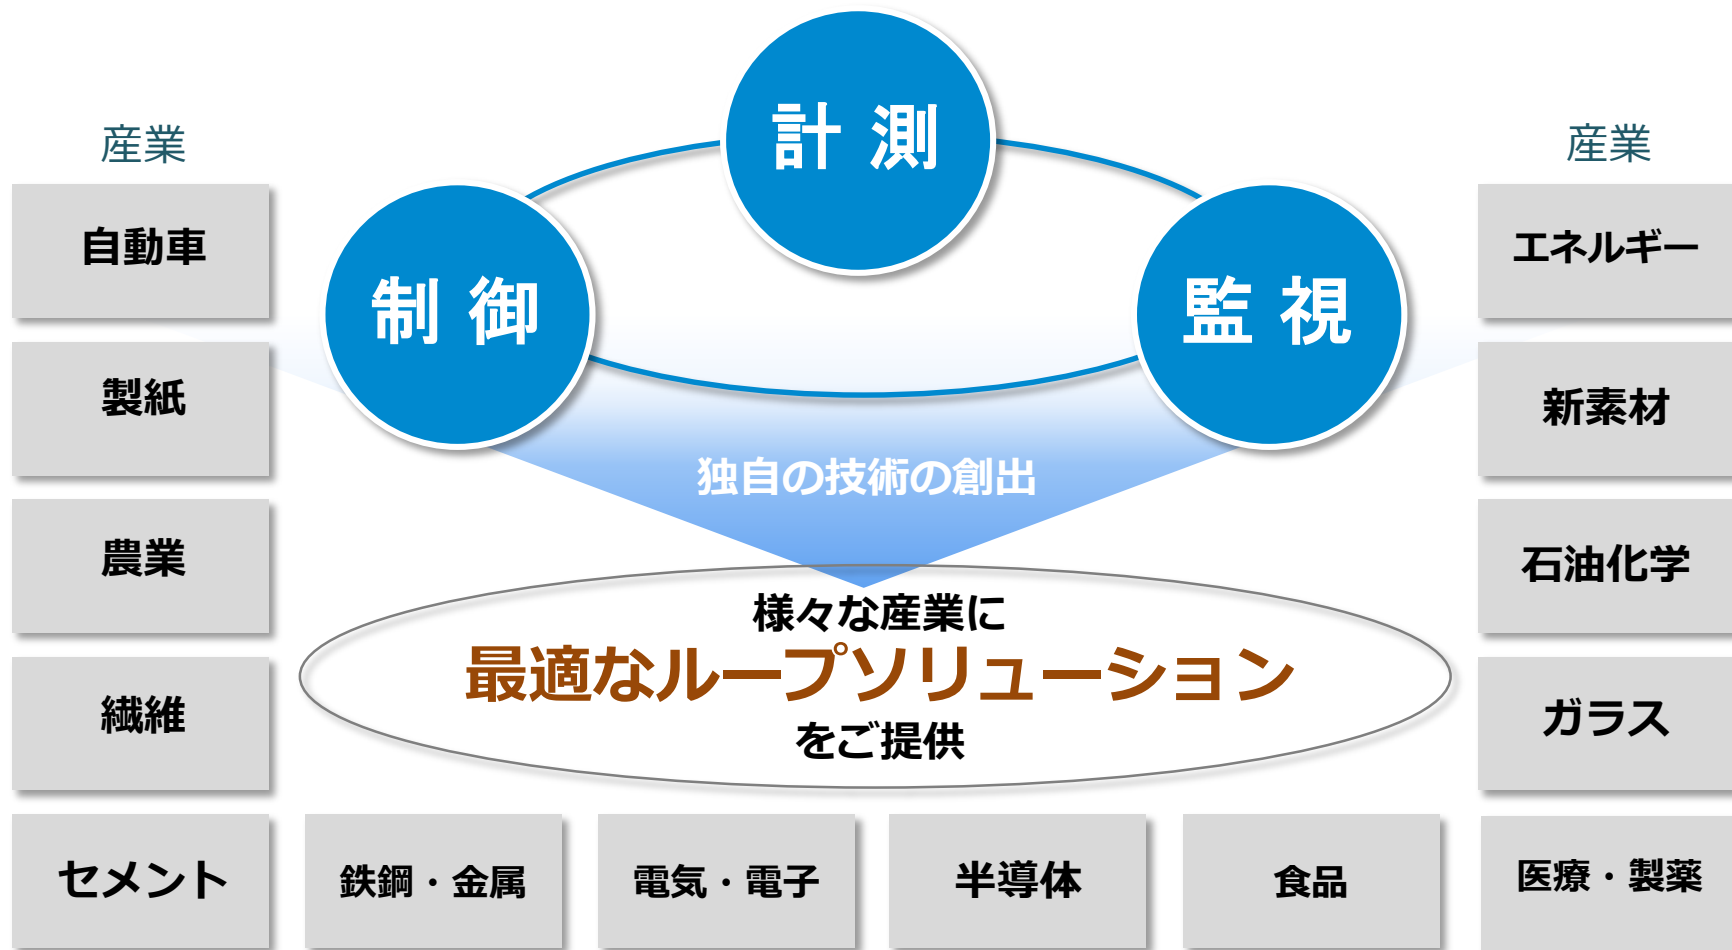 計測
産業
産業
制御
監視
自動車
エネルギー
製紙
新素材
独自の技術の創出
農業
石油化学
様々な産業に
最適なループソリューション
をご提供
繊維
ガラス
セメント
鉄鋼・金属
電気・電子
半導体
食品
医療・製薬